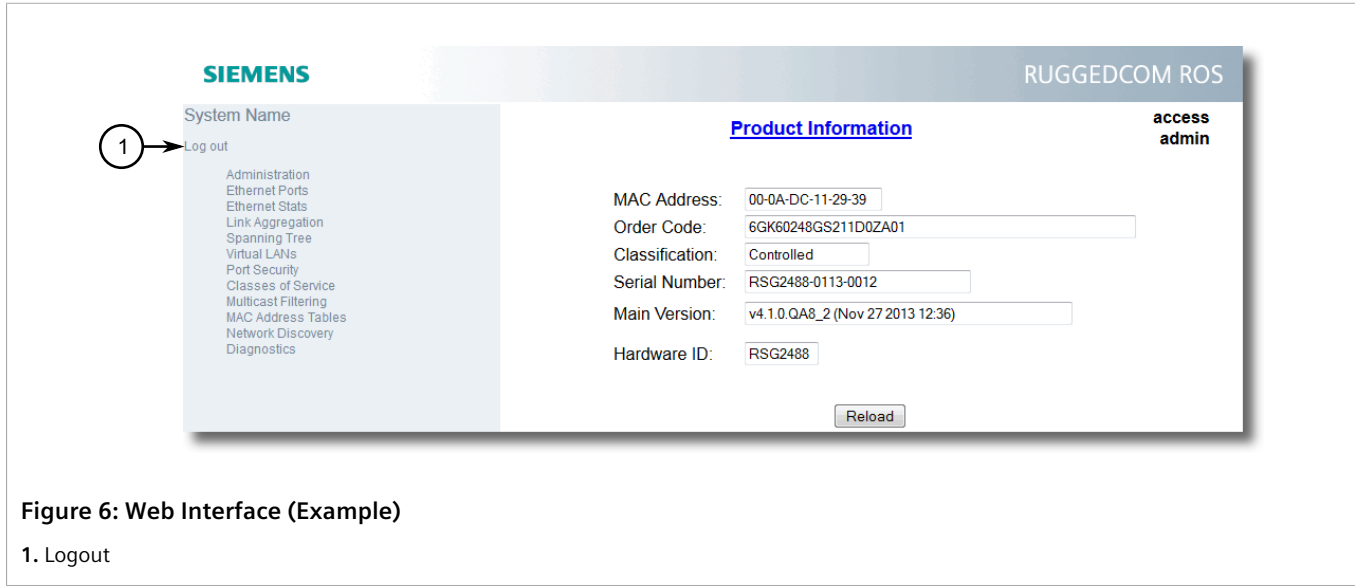 SIEMENS
RUGGEDCOM ROS
System Name
1
Log out
Administration
Ethernet Ports
Ethernet Stats
Link Aggregation
Spanning Tree
Virtual LANs
Port Security
Classes of Service
Multicast Filtering
MAC Address Tables
Network Discovery
Diagnostics
Product Information
access
admin
MAC Address: 00-0A-DC-11-29-39
Order Code: 6GK60248GS211D0ZA01
Classification: Controlled
Serial Number: RSG2488-0113-0012
Main Version: v4.1.0.QA8_2 (Nov 27 2013 12:36)
Hardware ID: RSG2488
Reload
Figure 6: Web Interface (Example)
1. Logout